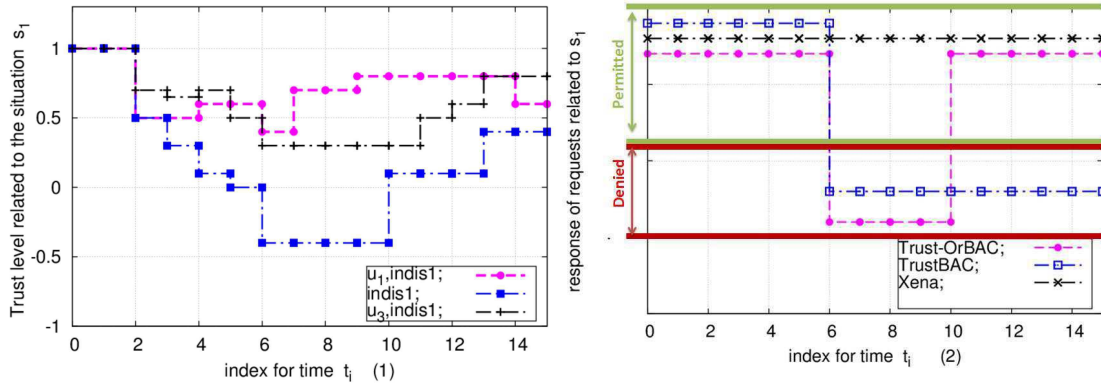 Trust level related to the situation s1
1
0.5
0
-0.5
-1
u1,indis1;
indis1;
u3,indis1;
0 2 4 6 8 10 12 14
index for time ti (1)
response of requests related to s1
Permitted
Denied
Trust-OrBAC;
TrustBAC;
Xena;
0 2 4 6 8 10 12 14
index for time ti (2)